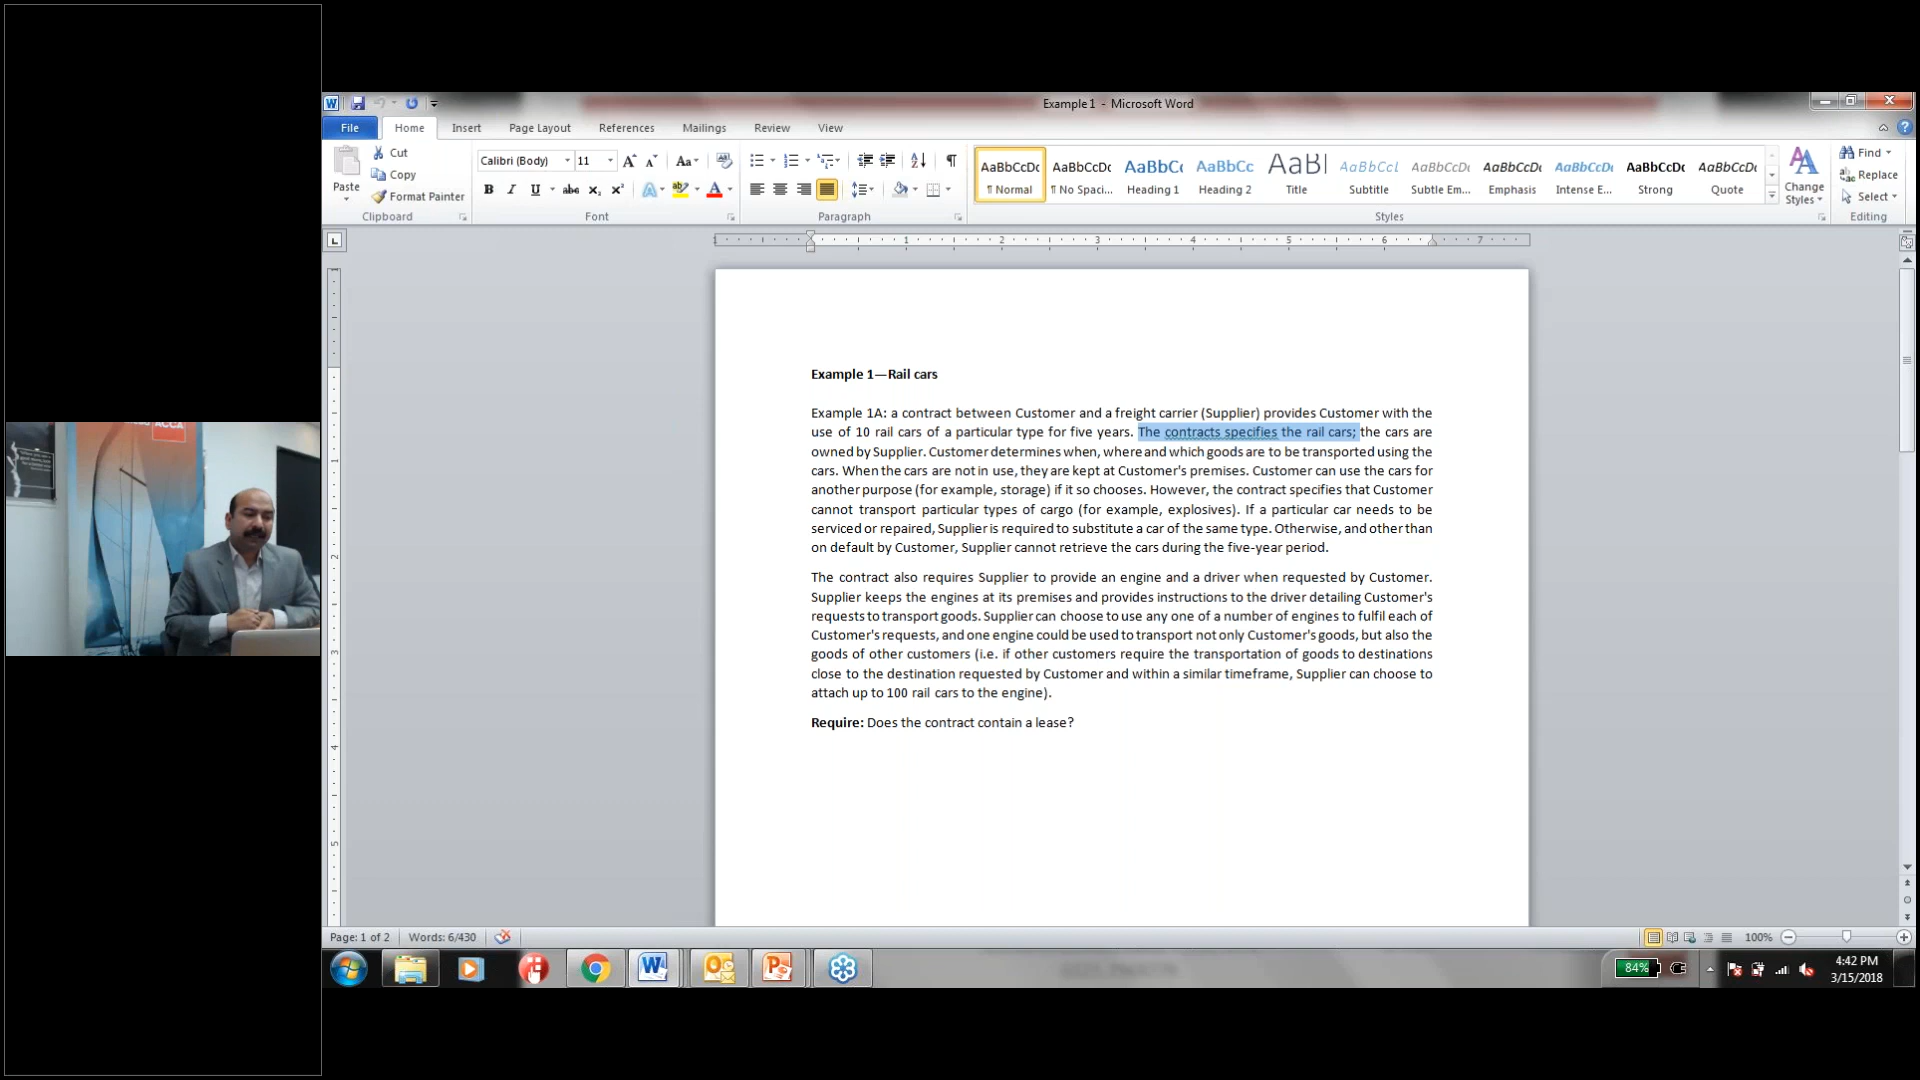 ACCA
Example 1 - Microsoft Word
File Home Insert Page Layout References Mailings Review View
Paste
Cut
Copy
Format Painter
Clipboard
Calibri (Body) 11
Font
Paragraph
AaBbCcDc AaBbCcDc AaBbCc AaBbCc AaBl AaBbCcl AaBbCcDc AaBbCcDc AaBbCcDc AaBbCcDc AaBbCcDc
¶ Normal ¶ No Spaci... Heading 1 Heading 2 Title Subtitle Subtle Em... Emphasis Intense E... Strong Quote
Styles
Change
Styles
Find
Replace
Select
Editing
1 1 2 3 4 5 6 7
Example 1—Rail cars
Example 1A: a contract between Customer and a freight carrier (Supplier) provides Customer with the
use of 10 rail cars of a particular type for five years. The contracts specifies the rail cars; the cars are
owned by Supplier. Customer determines when, where and which goods are to be transported using the
cars. When the cars are not in use, they are kept at Customer's premises. Customer can use the cars for
another purpose (for example, storage) if it so chooses. However, the contract specifies that Customer
cannot transport particular types of cargo (for example, explosives). If a particular car needs to be
serviced or repaired, Supplier is required to substitute a car of the same type. Otherwise, and other than
on default by Customer, Supplier cannot retrieve the cars during the five-year period.
The contract also requires Supplier to provide an engine and a driver when requested by Customer.
Supplier keeps the engines at its premises and provides instructions to the driver detailing Customer's
requests to transport goods. Supplier can choose to use any one of a number of engines to fulfil each of
Customer's requests, and one engine could be used to transport not only Customer's goods, but also the
goods of other customers (i.e. if other customers require the transportation of goods to destinations
close to the destination requested by Customer and within a similar timeframe, Supplier can choose to
attach up to 100 rail cars to the engine).
Require: Does the contract contain a lease?
Page: 1 of 2 Words: 6/430
100%
84%
4:42 PM
3/15/2018